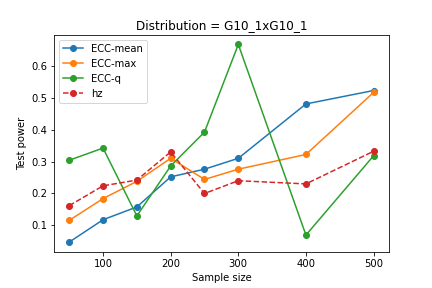 Distribution = G10_1xG10_1
ECC-mean
ECC-max
ECC-q
hz
Test power
0.6
0.5
0.4
0.3
0.2
0.1
100
200
300
400
500
Sample size